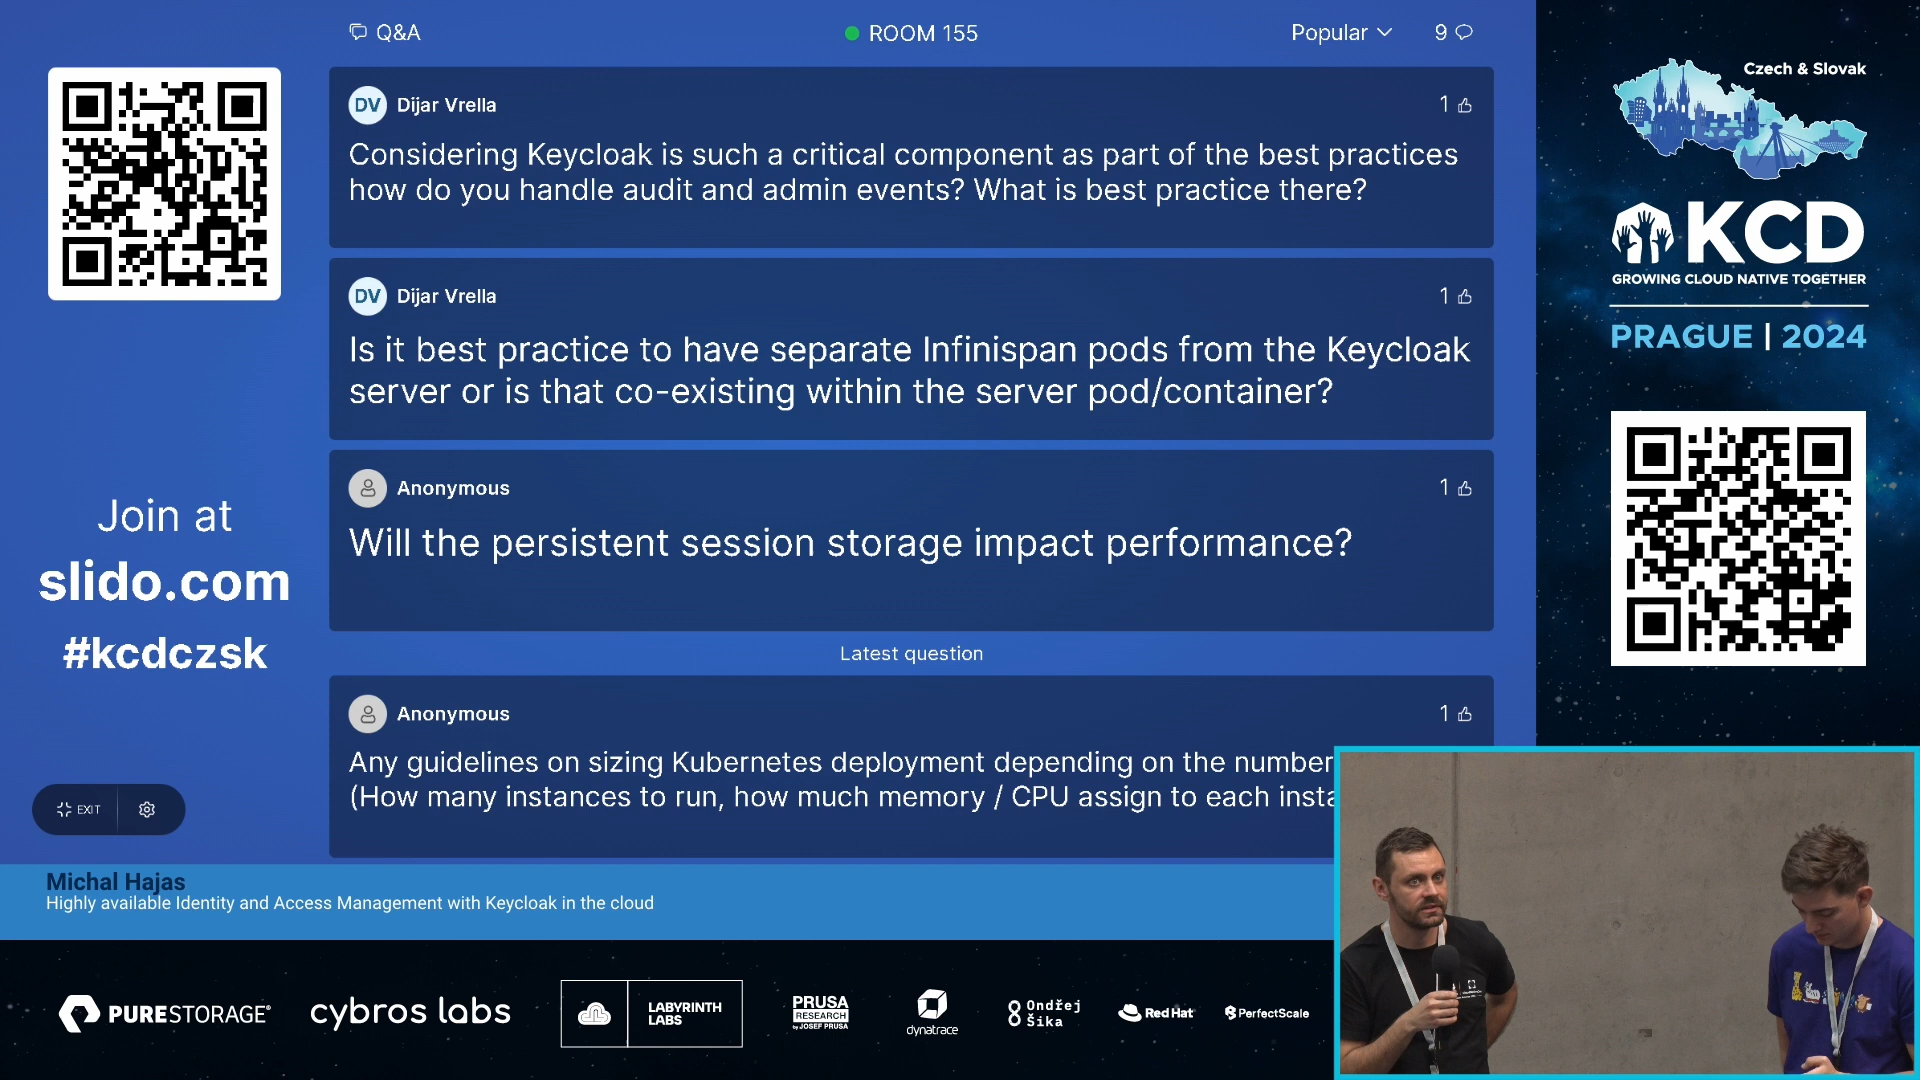 Q&A
ROOM 155
Popular
9
DV Dijar Vrella
1
Considering Keycloak is such a critical component as part of the best practices
how do you handle audit and admin events? What is best practice there?
DV Dijar Vrella
1
Is it best practice to have separate Infinispan pods from the Keycloak
server or is that co-existing within the server pod/container?
Anonymous
1
Will the persistent session storage impact performance?
Latest question
Anonymous
1
Any guidelines on sizing Kubernetes deployment depending on the number
(How many instances to run, how much memory / CPU assign to each
Join at
slido.com
#kcdczsk
EXIT
Czech & Slovak
KCD
GROWING CLOUD NATIVE TOGETHER
PRAGUE | 2024
Michal Hajas
Highly available Identity and Access Management with Keycloak in the cloud
PURESTORAGE®
cybros labs
LABYRINTH
LABS
PRUSA
RESEARCH
by JOSEF PRUSA
dynatrace
Ondřej
Šika
Red Hat
PerfectScale